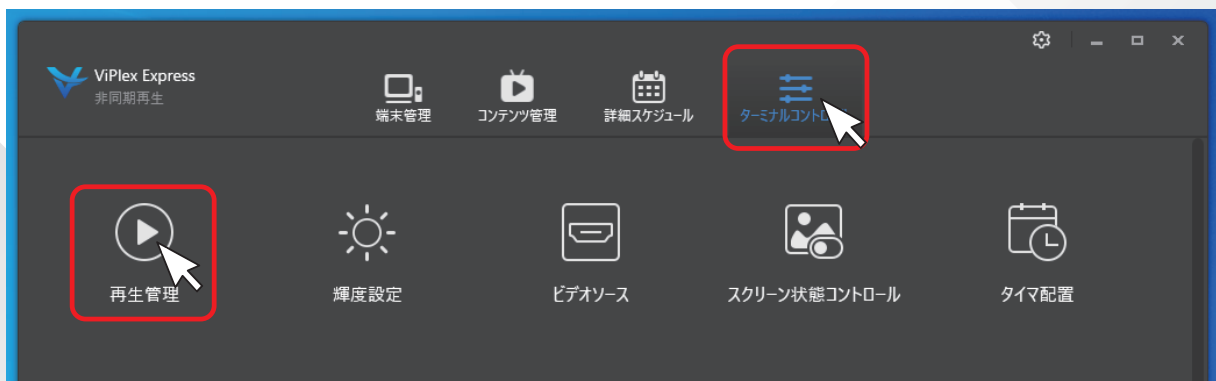 ViPlex Express
非同期再生
端末管理
コンテンツ管理
詳細スケジュール
ターミナルコントロ
再生管理
輝度設定
ビデオソース
スクリーン状態コントロール
タイマ配置